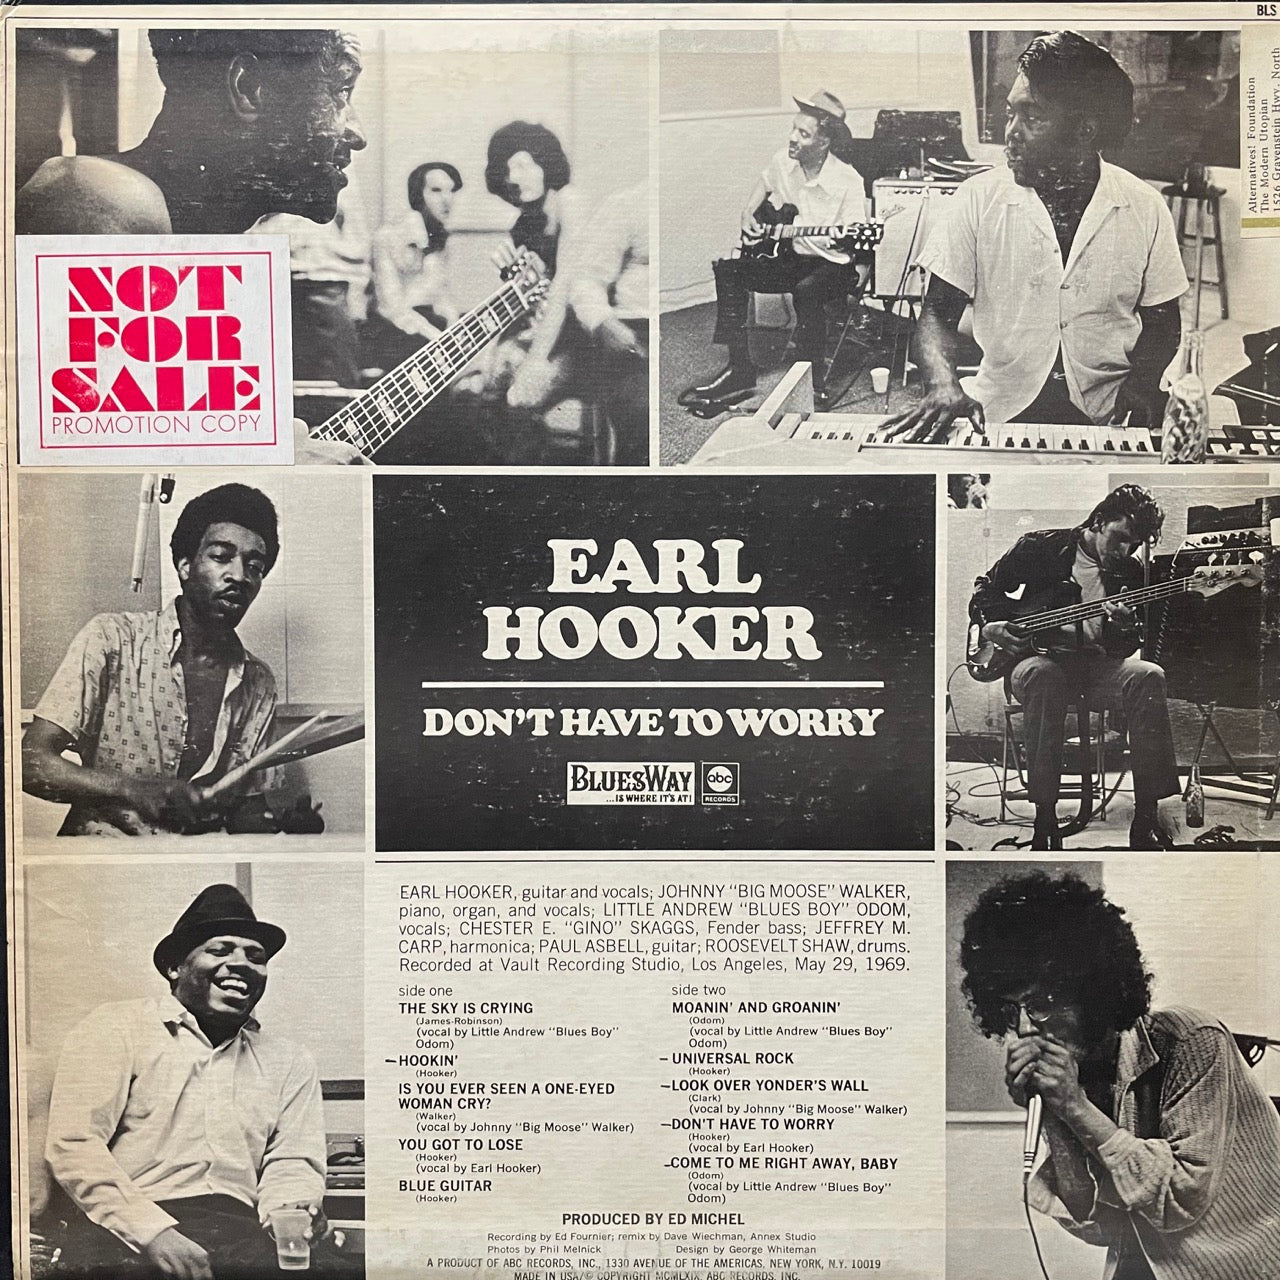 BLS
Alternatives! Foundation
The Modern Utopian
1526 Gravenstein Hwy. North
NOT
FOR
SALE
PROMOTION COPY
EARL
HOOKER
DON'T HAVE TO WORRY
BLUESWAY
...IS WHERE IT'S AT!
abc
RECORDS
EARL HOOKER, guitar and vocals; JOHNNY "BIG MOOSE" WALKER,
piano, organ, and vocals; LITTLE ANDREW "BLUES BOY" ODOM,
vocals; CHESTER E. "GINO" SKAGGS, Fender bass; JEFFREY M.
CARP, harmonica; PAUL ASBELL, guitar; ROOSEVELT SHAW, drums.
Recorded at Vault Recording Studio, Los Angeles, May 29, 1969.
side one
THE SKY IS CRYING
(James-Robinson)
(vocal by Little Andrew "Blues Boy"
Odom)
HOOKIN'
(Hooker)
IS YOU EVER SEEN A ONE-EYED
WOMAN CRY?
(Walker)
(vocal by Johnny "Big Moose" Walker)
YOU GOT TO LOSE
(Hooker)
(vocal by Earl Hooker)
BLUE GUITAR
(Hooker)
side two
MOANIN' AND GROANIN'
(Odom)
(vocal by Little Andrew "Blues Boy"
Odom)
UNIVERSAL ROCK
(Hooker)
LOOK OVER YONDER'S WALL
(Clark)
(vocal by Johnny "Big Moose" Walker)
DON'T HAVE TO WORRY
(Hooker)
(vocal by Earl Hooker)
COME TO ME RIGHT AWAY, BABY
(Odom)
(vocal by Little Andrew "Blues Boy"
Odom)
PRODUCED BY ED MICHEL
Recording by Ed Fournier; remix by Dave Wiechman, Annex Studio
Photos by Phil Melnick Design by George Whiteman
A PRODUCT OF ABC RECORDS, INC., 1330 AVENUE OF THE AMERICAS, NEW YORK, N.Y. 10019
MADE IN USA/© COPYRIGHT MCMLXIX, ABC RECORDS, INC.